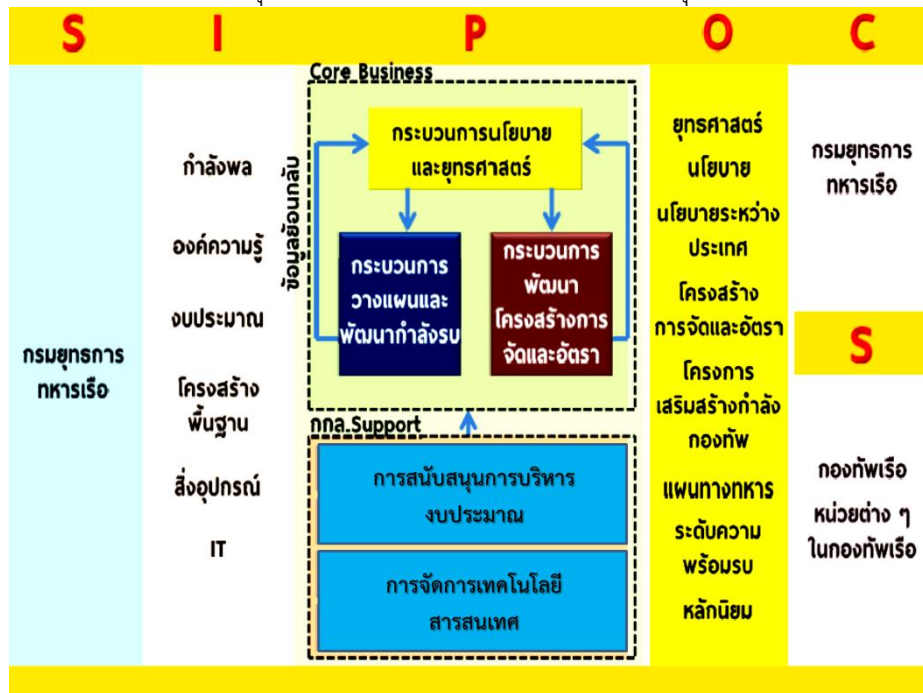 S I P O C
กรมยุทธการ
ทหารเรือ
กำลังพล
องค์ความรู้
งบประมาณ
โครงสร้าง
พื้นฐาน
สิ่งอุปกรณ์
IT
Core Business
ข้อมูลย้อนกลับ
กระบวนการนโยบาย
และยุทธศาสตร์
กระบวนการ
วางแผนและ
พัฒนากำลังรบ
กระบวนการ
พัฒนา
โครงสร้างการ
จัดและอัตรา
กกล.Support
การสนับสนุนการบริหาร
งบประมาณ
การจัดการเทคโนโลยี
สารสนเทศ
ยุทธศาสตร์
นโยบาย
นโยบายระหว่าง
ประเทศ
โครงสร้าง
การจัดและอัตรา
โครงการ
เสริมสร้างกำลัง
กองทัพ
แผนทางทหาร
ระดับความ
พร้อมรบ
หลักนิยม
กรมยุทธการ
ทหารเรือ
S
กองทัพเรือ
หน่วยต่าง ๆ
ในกองทัพเรือ